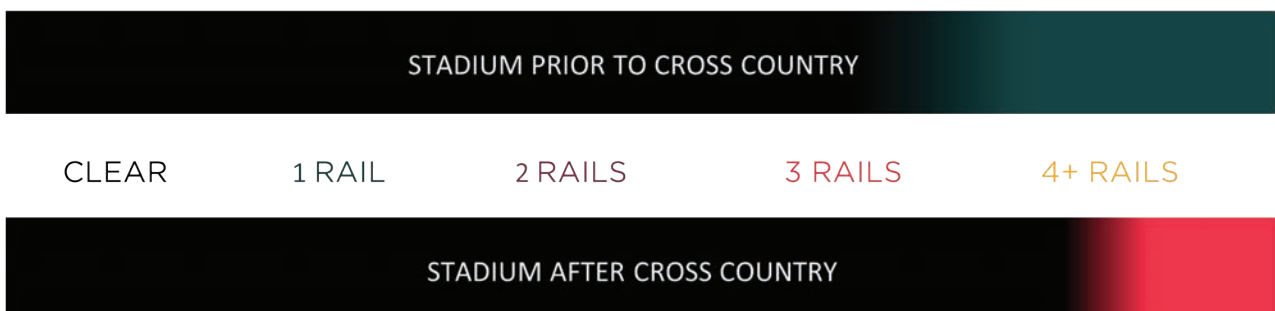 STADIUM PRIOR TO CROSS COUNTRY
CLEAR 1 RAIL 2 RAILS 3 RAILS 4+ RAILS
STADIUM AFTER CROSS COUNTRY